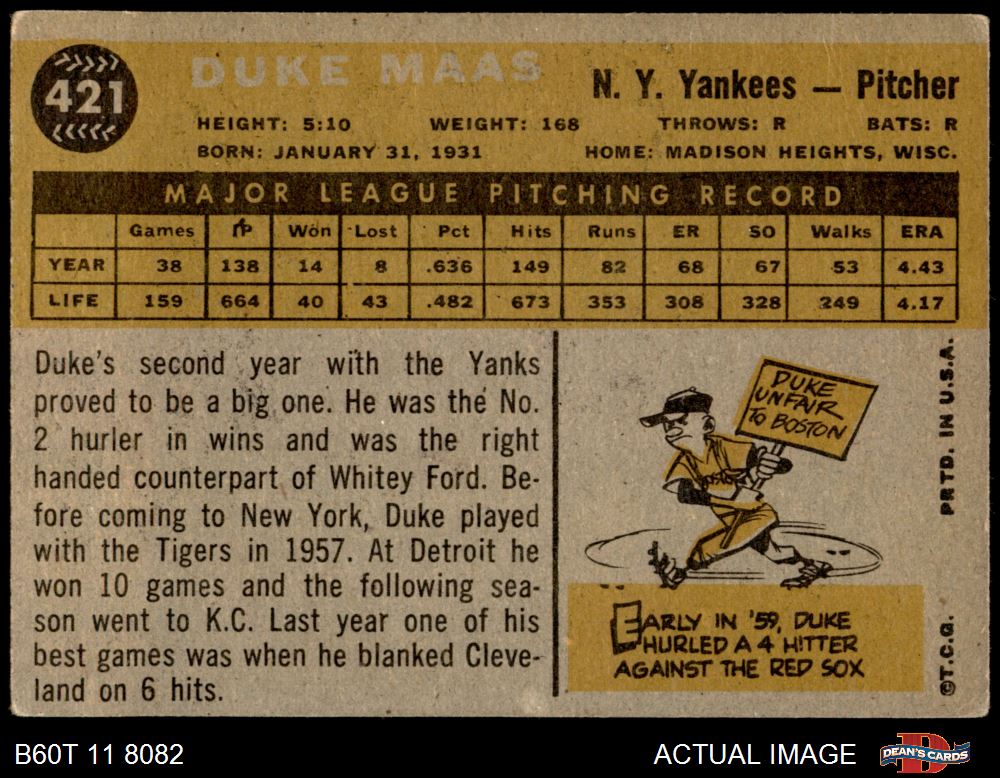 421
DUKE MAAS
N. Y. Yankees — Pitcher
HEIGHT: 5:10 WEIGHT: 168 THROWS: R BATS: R
BORN: JANUARY 31, 1931 HOME: MADISON HEIGHTS, WISC.
MAJOR LEAGUE PITCHING RECORD
Games IP Won Lost Pct Hits Runs ER SO Walks ERA
YEAR 38 138 14 8 .636 149 82 68 67 53 4.43
LIFE 159 664 40 43 .482 673 353 308 328 249 4.17
Duke's second year with the Yanks
proved to be a big one. He was the No.
2 hurler in wins and was the right
handed counterpart of Whitey Ford. Be-
fore coming to New York, Duke played
with the Tigers in 1957. At Detroit he
won 10 games and the following sea-
son went to K.C. Last year one of his
best games was when he blanked Cleve-
land on 6 hits.
DUKE
UNFAIR
TO BOSTON
EARLY IN '59, DUKE
HURLED A 4 HITTER
AGAINST THE RED SOX
©T.C.G. PRTD. IN U.S.A.
B60T 11 8082
ACTUAL IMAGE
DEAN'S CARDS